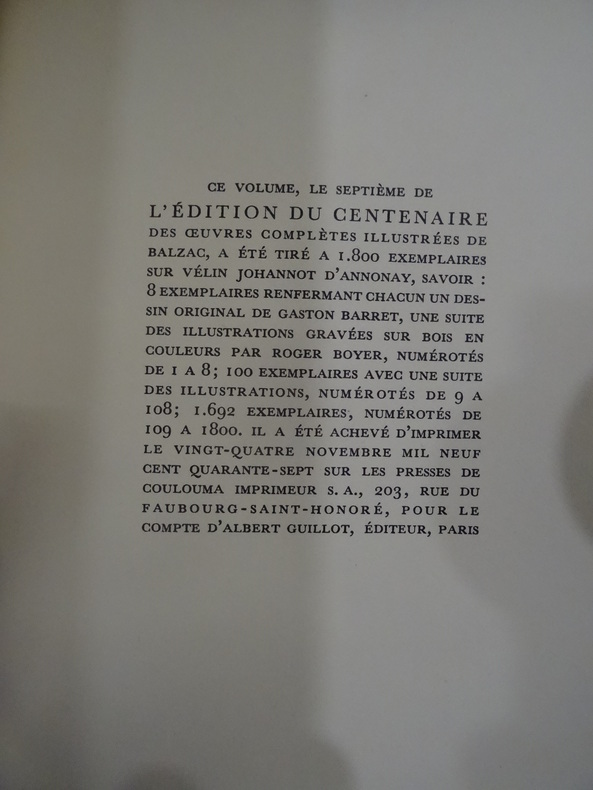 CE VOLUME, LE SEPTIÈME DE
L'ÉDITION DU CENTENAIRE
DES ŒUVRES COMPLÈTES ILLUSTRÉES DE
BALZAC, A ÉTÉ TIRÉ A 1.800 EXEMPLAIRES
SUR VÉLIN JOHANNOT D'ANNONAY, SAVOIR :
8 EXEMPLAIRES RENFERMANT CHACUN UN DES-
SIN ORIGINAL DE GASTON BARRET, UNE SUITE
DES ILLUSTRATIONS GRAVÉES SUR BOIS EN
COULEURS PAR ROGER BOYER, NUMÉROTÉS
DE 1 A 8; 100 EXEMPLAIRES AVEC UNE SUITE
DES ILLUSTRATIONS, NUMÉROTÉS DE 9 A
108; 1.692 EXEMPLAIRES, NUMÉROTÉS DE
109 A 1800. IL A ÉTÉ ACHEVÉ D'IMPRIMER
LE VINGT-QUATRE NOVEMBRE MIL NEUF
CENT QUARANTE-SEPT SUR LES PRESSES DE
COULOUMA IMPRIMEUR S. A., 203, RUE DU
FAUBOURG-SAINT-HONORÉ, POUR LE
COMPTE D'ALBERT GUILLOT, ÉDITEUR, PARIS